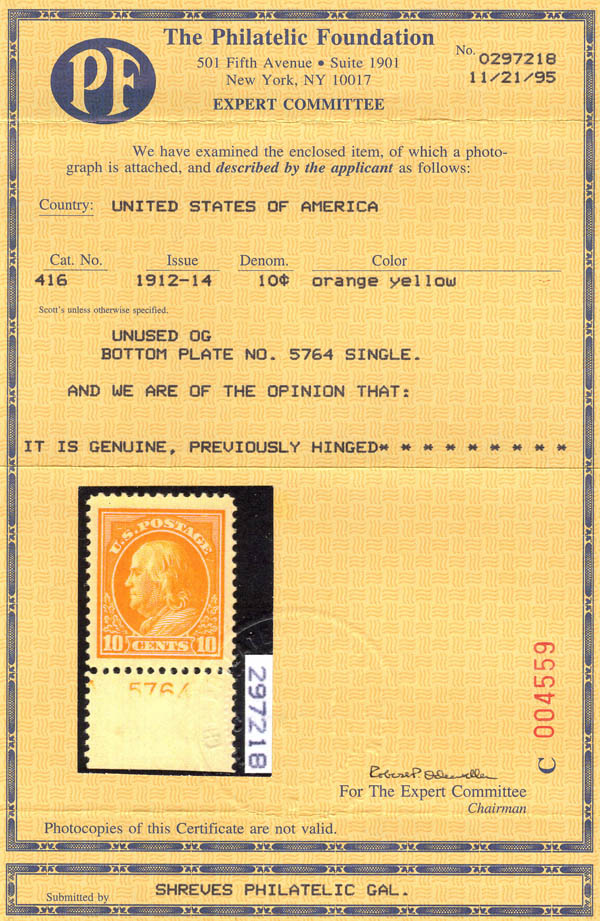 PF
The Philatelic Foundation
501 Fifth Avenue • Suite 1901
New York, NY 10017
EXPERT COMMITTEE
No. 0297218
11/21/95
We have examined the enclosed item, of which a photo-
graph is attached, and described by the applicant as follows:
Country: UNITED STATES OF AMERICA
Cat. No. Issue Denom. Color
416 1912-14 10¢ orange yellow
Scott's unless otherwise specified.
UNUSED OG
BOTTOM PLATE NO. 5764 SINGLE.
AND WE ARE OF THE OPINION THAT:
IT IS GENUINE, PREVIOUSLY HINGED* * * * * * * * * *
U.S. POSTAGE
10 CENTS 10
5764
297218
C 004559
For The Expert Committee
Chairman
Photocopies of this Certificate are not valid.
Submitted by SHREVES PHILATELIC GAL.